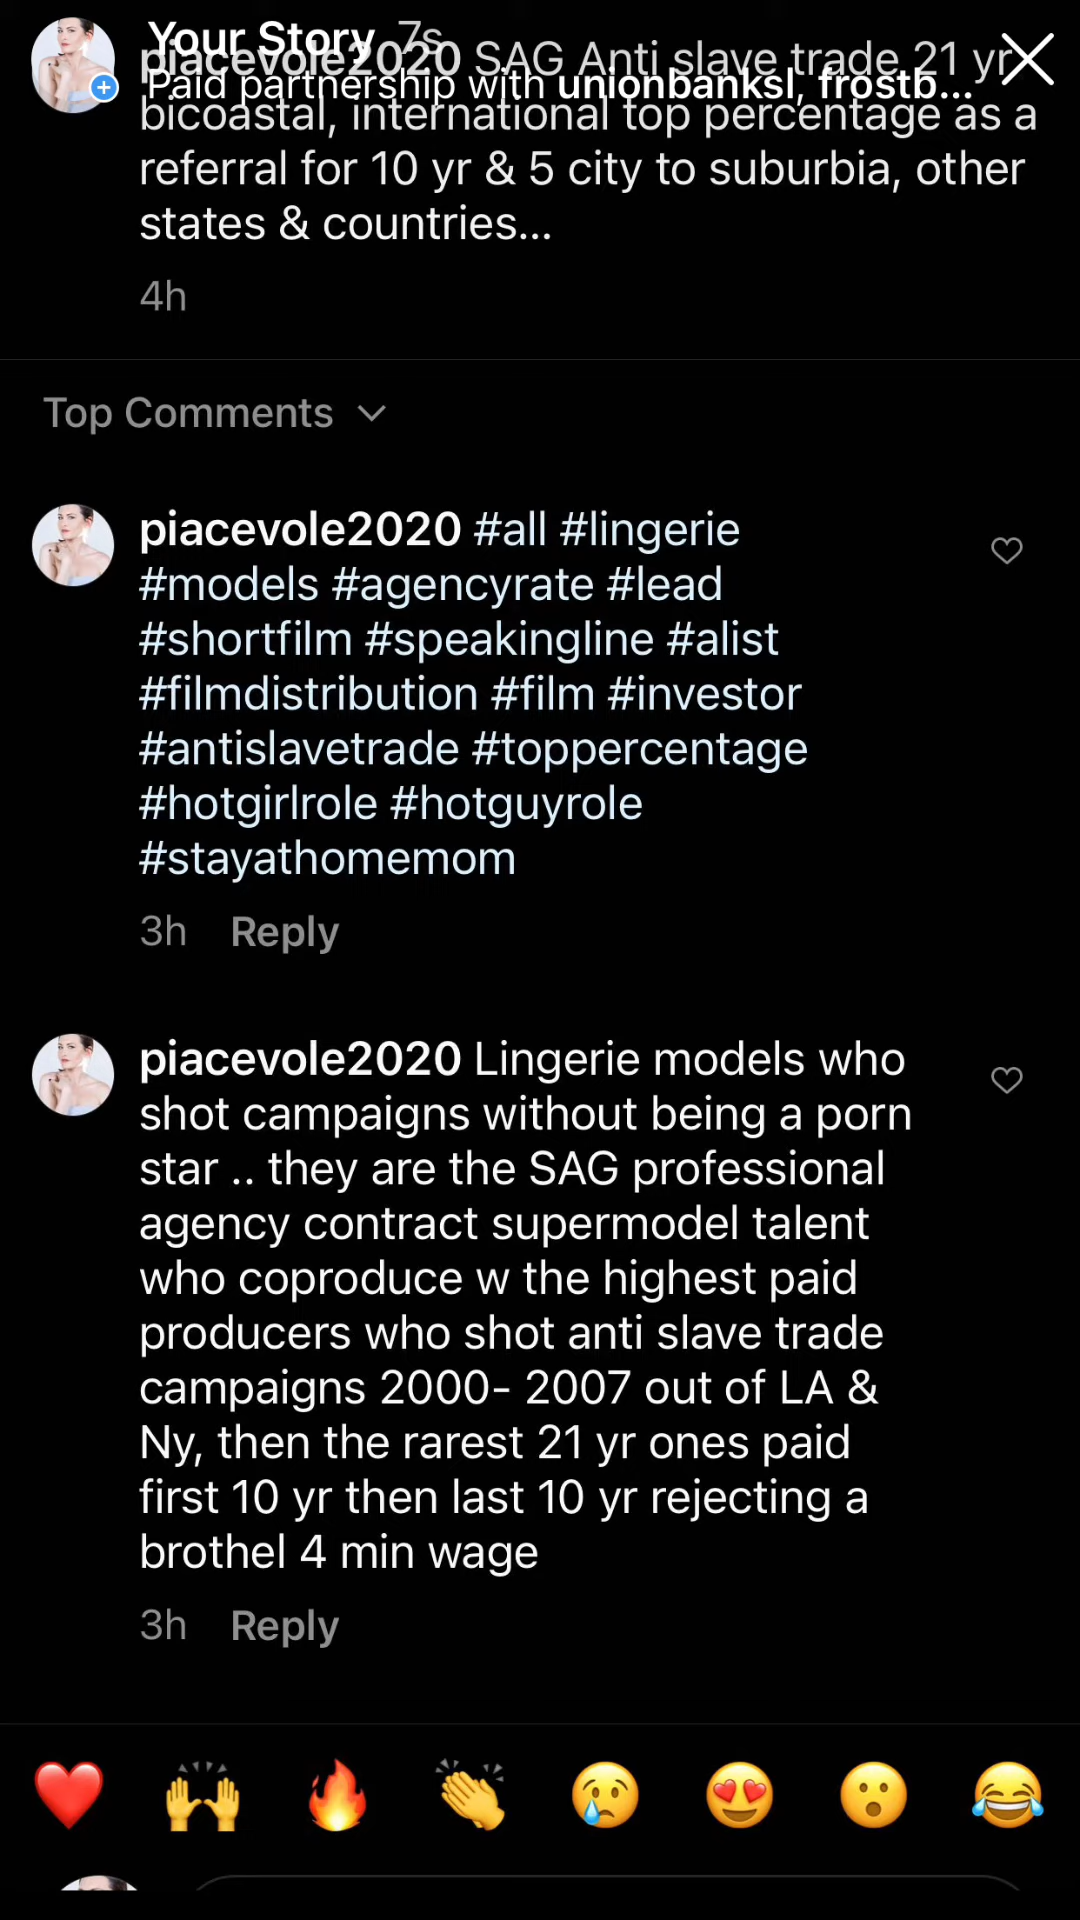 Your Story 7s
piacevole2020 SAG Anti slave trade 21 yr
Paid partnership with unionbanksl, frostb...
bicoastal, international top percentage as a
referral for 10 yr & 5 city to suburbia, other
states & countries...
4h
Top Comments
piacevole2020 #all #lingerie
#models #agencyrate #lead
#shortfilm #speakingline #alist
#filmdistribution #film #investor
#antislavetrade #toppercentage
#hotgirlrole #hotguyrole
#stayathomemom
3h Reply
piacevole2020 Lingerie models who
shot campaigns without being a porn
star .. they are the SAG professional
agency contract supermodel talent
who coproduce w the highest paid
producers who shot anti slave trade
campaigns 2000- 2007 out of LA &
Ny, then the rarest 21 yr ones paid
first 10 yr then last 10 yr rejecting a
brothel 4 min wage
3h Reply